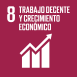 8 TRABAJO DECENTE
Y CRECIMIENTO
ECONÓMICO